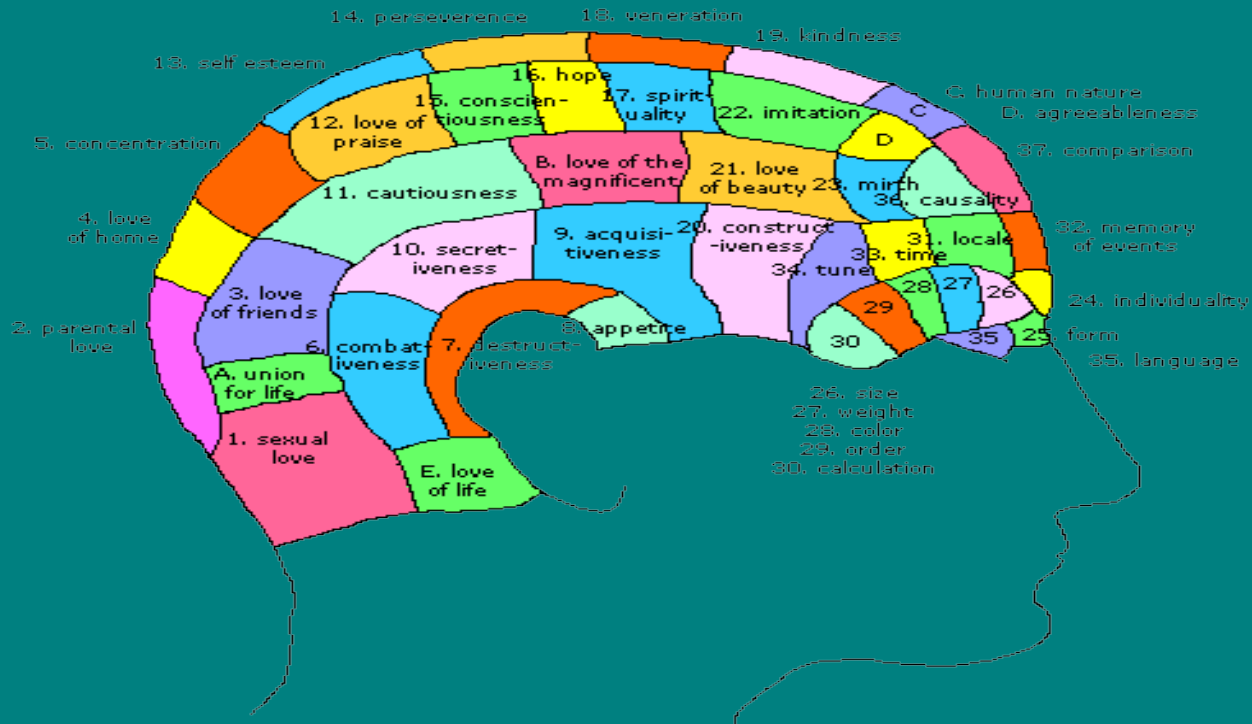 14. perseverence
18. veneration
19. kindness
13. self esteem
16. hope
C. human nature
D. agreeableness
15. conscien-
tiousness
17. spirit-
uality
22. imitation
C
12. love of
praise
D
5. concentration
37. comparison
B. love of the
magnificent
21. love
of beauty
23. mirth
11. cautiousness
36. causality
4. love
of home
10. secret-
iveness
9. acquisi-
tiveness
20. construct
-iveness
31. locale
32. memory
of events
33. time
34. tune
3. love
of friends
28
27
26
24. individuality
29
2. parental
love
8. appetite
30
35
25. form
6. combat-
iveness
7. destruct-
iveness
35. language
A. union
for life
26. size
27. weight
28. color
29. order
30. calculation
1. sexual
love
E. love
of life